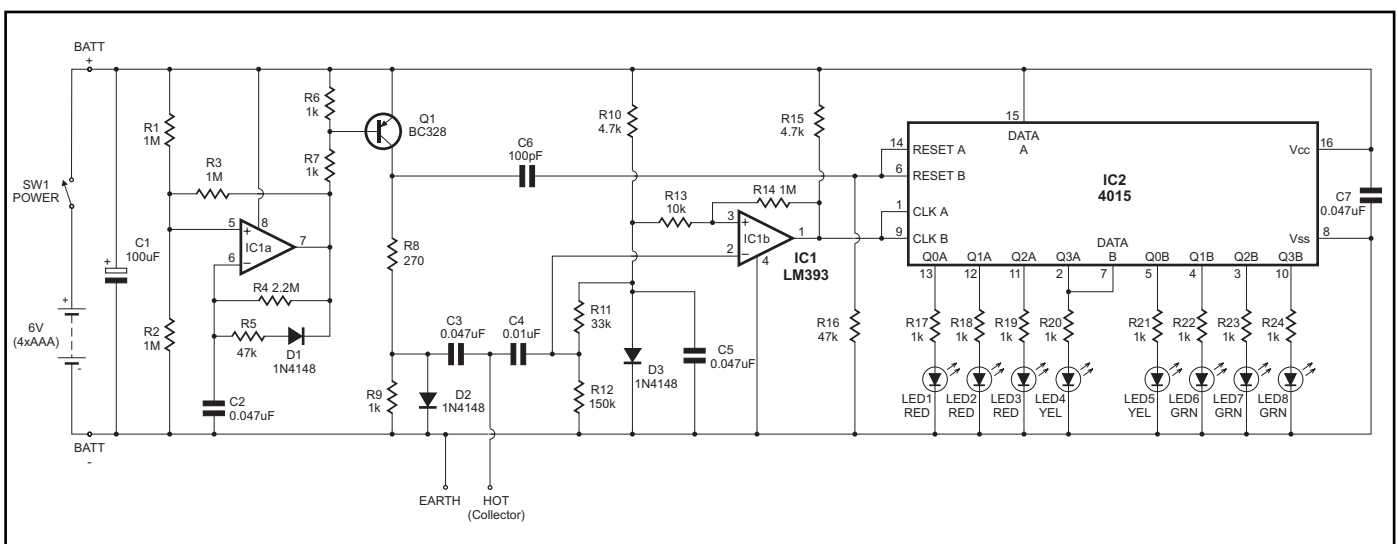 BATT
+
R1
1M
R3
1M
R6
1k
R7
1k
Q1
BC328
C6
100pF
R10
4.7k
R15
4.7k
R13
10k
R14 1M
SW1
POWER
+
C1
100uF
+
6V
(4xAAA)
-
R2
1M
5
+
8
IC1a
7
6
-
R4 2.2M
R5
47k
D1
1N4148
C2
0.047uF
R8
270
R9
1k
D2
1N4148
C3
0.047uF
C4
0.01uF
R11
33k
R12
150k
D3
1N4148
C5
0.047uF
3
+
IC1b
1
2
-
4
IC1
LM393
R16
47k
15
DATA
A
14
RESET A
6
RESET B
1
CLK A
9
CLK B
IC2
4015
Vcc
16
Vss
8
C7
0.047uF
DATA
B
Q0A
Q1A
Q2A
Q3A
Q0B
Q1B
Q2B
Q3B
13
12
11
2
7
5
4
3
10
R17
1k
R18
1k
R19
1k
R20
1k
R21
1k
R22
1k
R23
1k
R24
1k
LED1
RED
LED2
RED
LED3
RED
LED4
YEL
LED5
YEL
LED6
GRN
LED7
GRN
LED8
GRN
BATT
-
EARTH
HOT
(Collector)